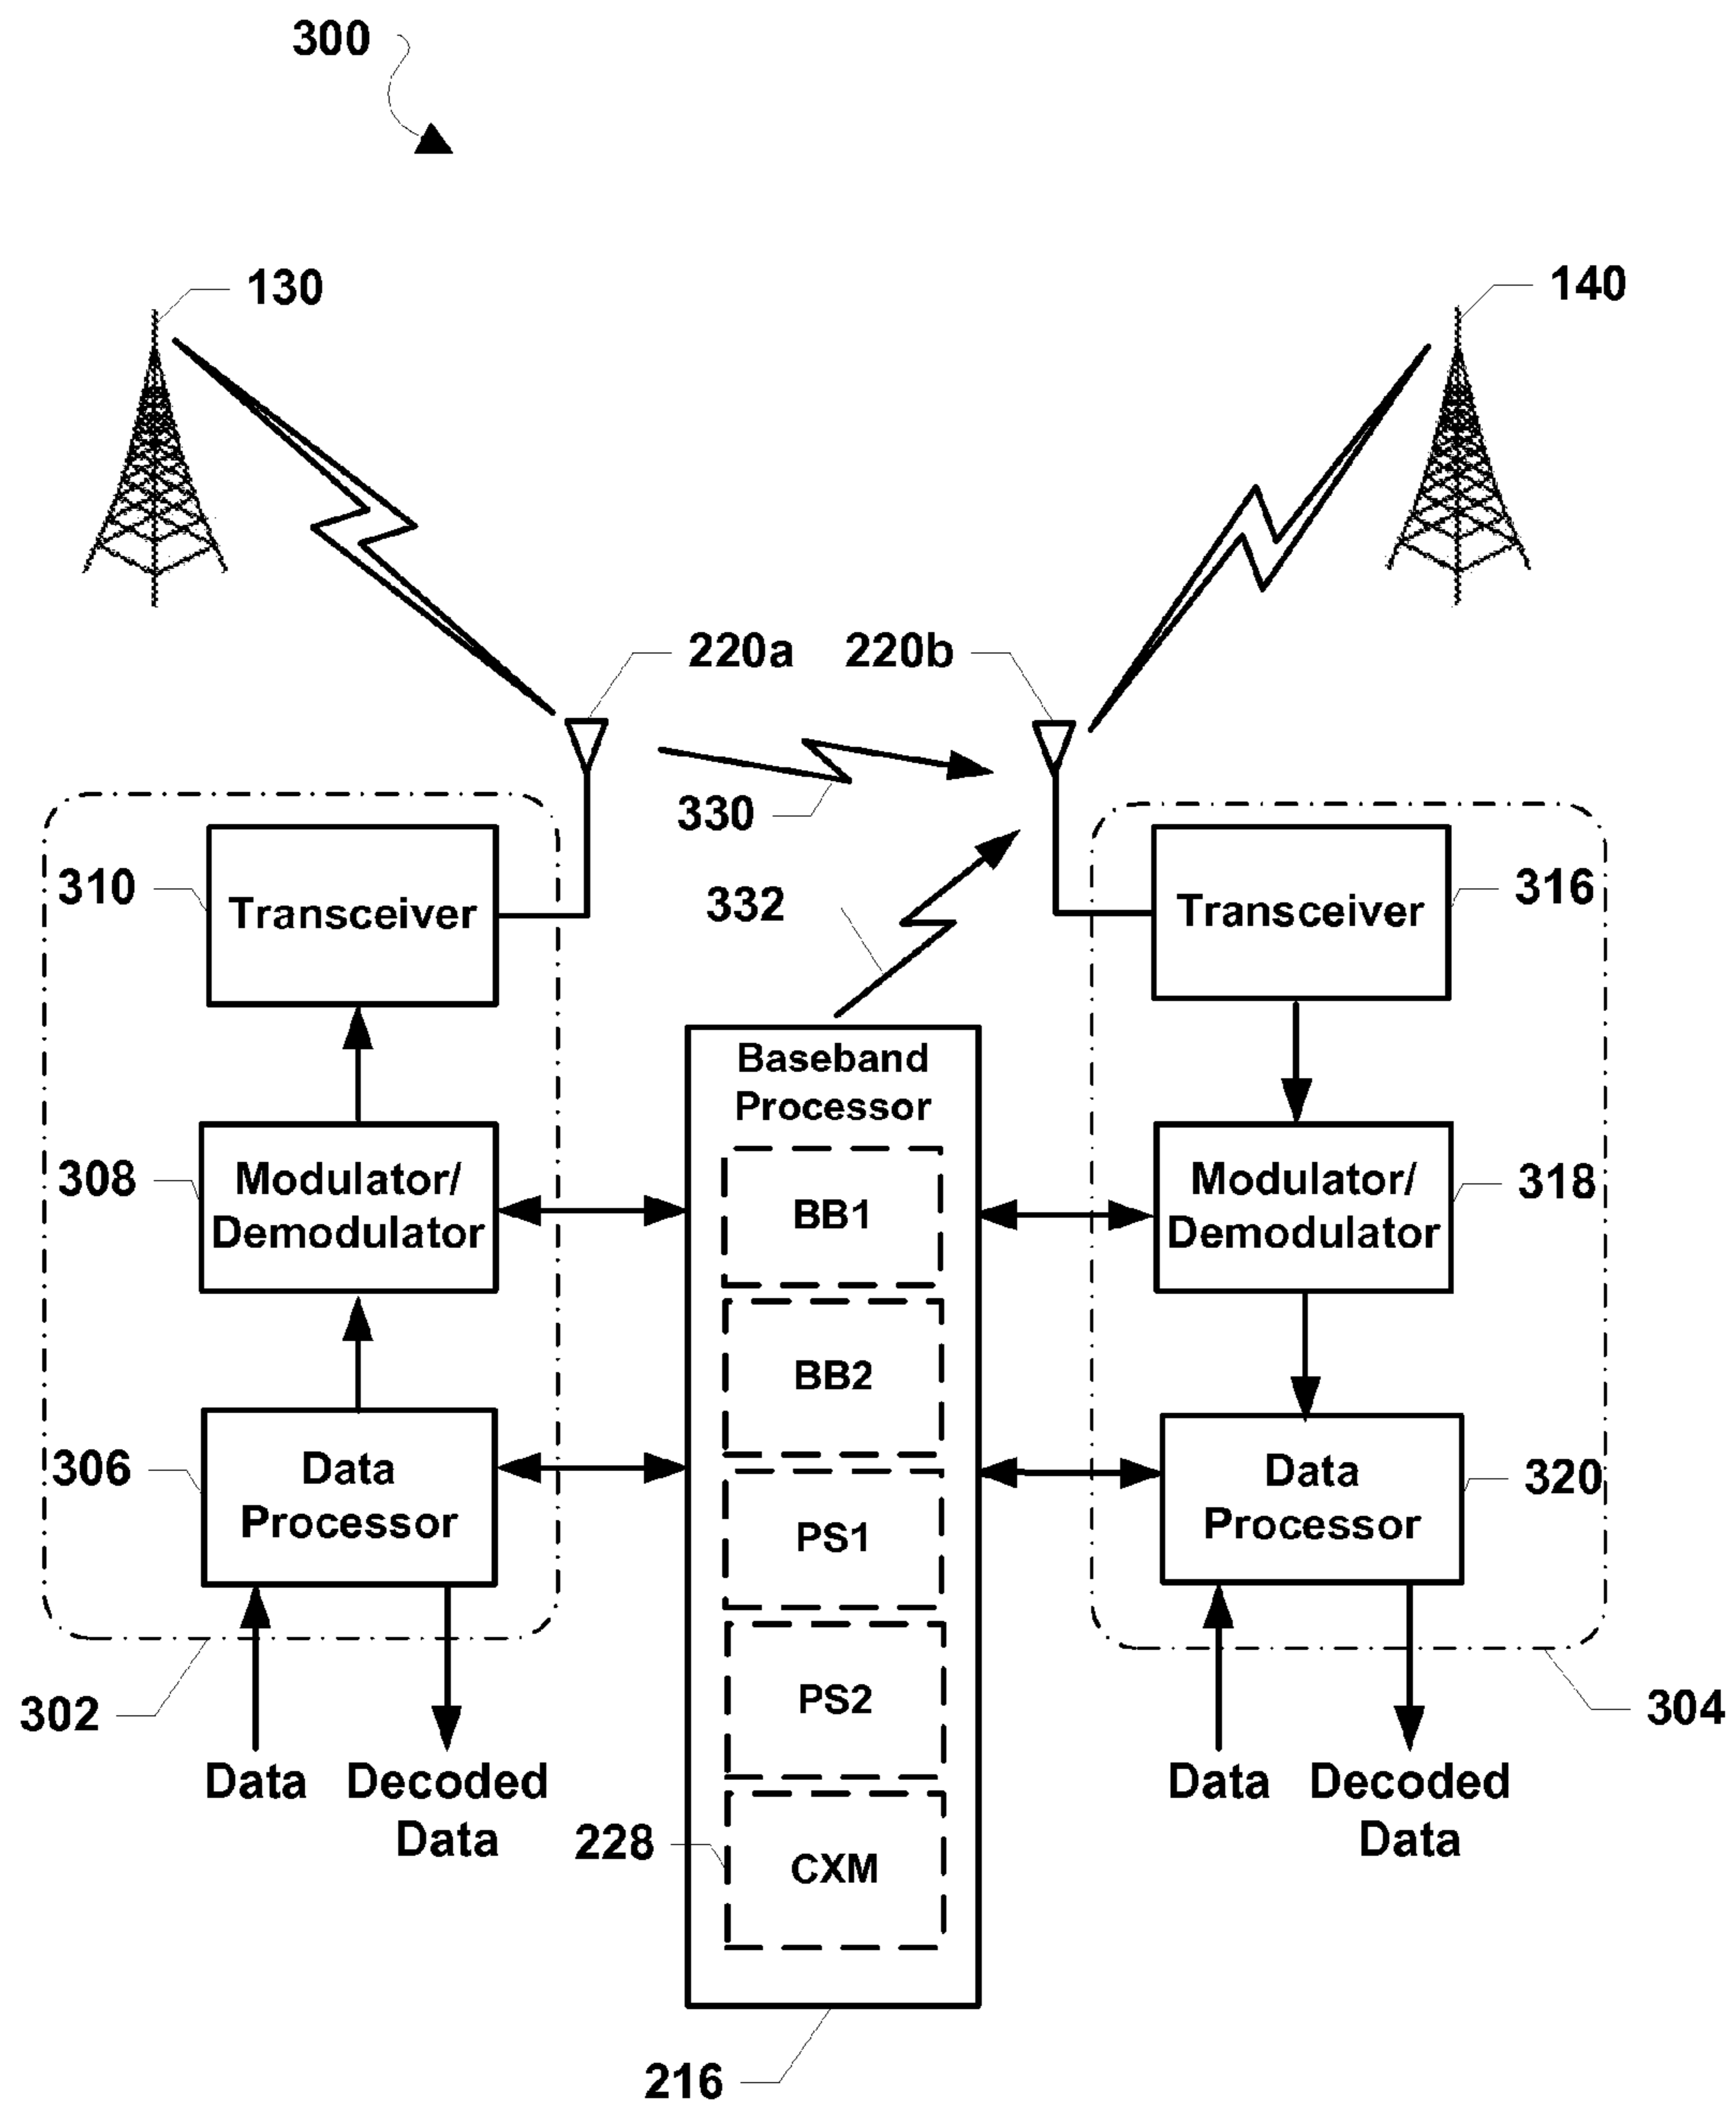 300
130
140
220a
220b
330
310
Transceiver
332
Transceiver
316
Baseband
Processor
308
Modulator/
Demodulator
BB1
Modulator/
Demodulator
318
BB2
306
Data
Processor
PS1
Data
Processor
320
302
PS2
304
Data
Decoded
Data
Data
Decoded
Data
228
CXM
216